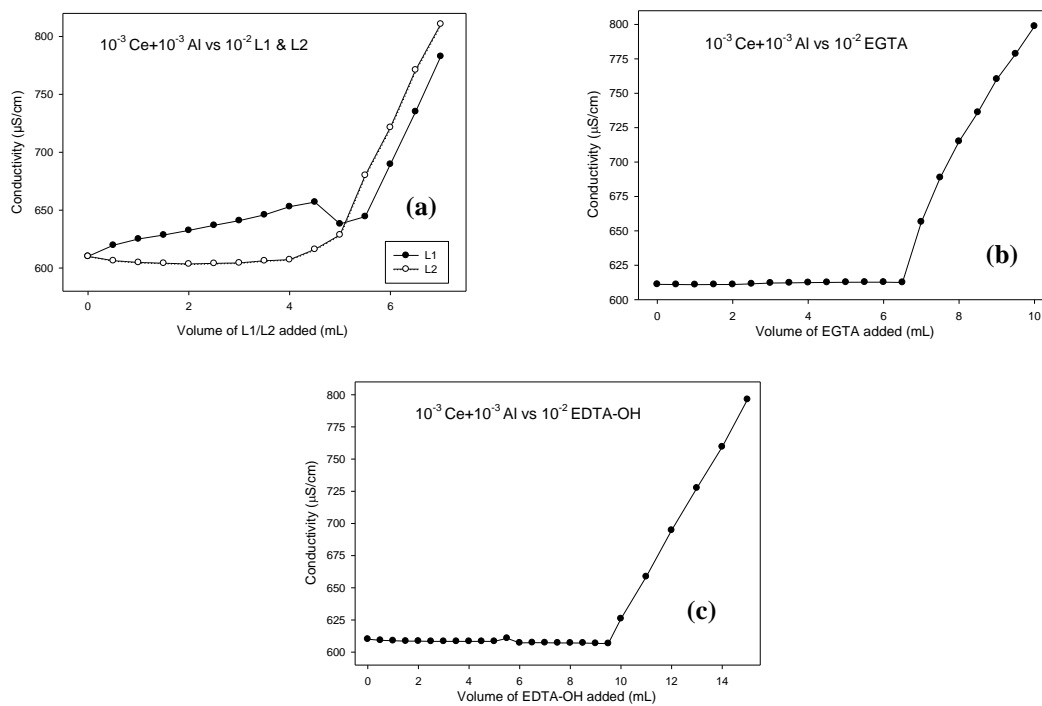 10⁻³ Ce+10⁻³ Al vs 10⁻² L1 & L2
Conductivity (µS/cm)
800
750
700
650
600
0 2 4 6
Volume of L1/L2 added (mL)
L1
L2
(a)
10⁻³ Ce+10⁻³ Al vs 10⁻² EGTA
Conductivity (µS/cm)
800
775
750
725
700
675
650
625
600
0 2 4 6 8 10
Volume of EGTA added (mL)
(b)
10⁻³ Ce+10⁻³ Al vs 10⁻² EDTA-OH
Conductivity (µS/cm)
800
775
750
725
700
675
650
625
600
0 2 4 6 8 10 12 14
Volume of EDTA-OH added (mL)
(c)